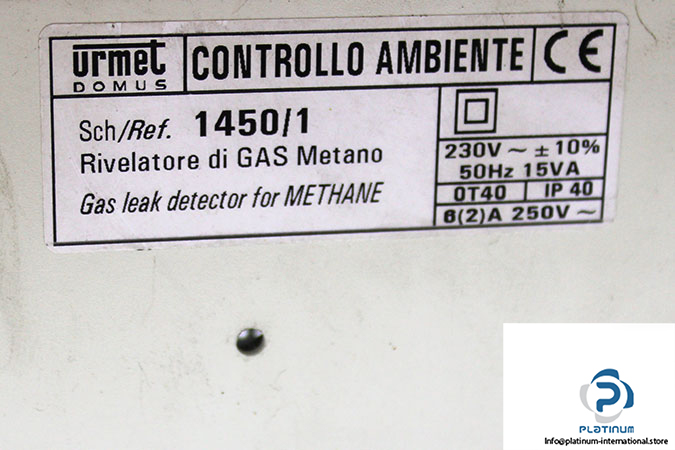 urmet
DOMUS
CONTROLLO AMBIENTE
CE
Sch/Ref. 1450/1
Rivelatore di GAS Metano
Gas leak detector for METHANE
230V ~ ± 10%
50Hz 15VA
0T40
IP 40
6(2)A 250V ~
PLATINUM
Info@platinum-international.store